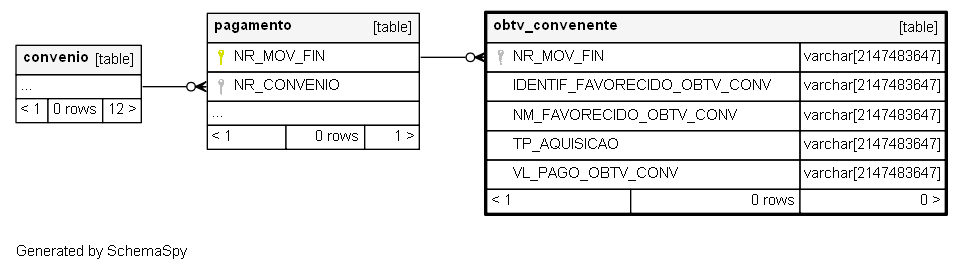 convenio [table]
...
< 1 0 rows 12 >
pagamento [table]
NR_MOV_FIN
NR_CONVENIO
...
< 1 0 rows 1 >
obtv_convenente [table]
NR_MOV_FIN varchar[2147483647]
IDENTIF_FAVORECIDO_OBTV_CONV varchar[2147483647]
NM_FAVORECIDO_OBTV_CONV varchar[2147483647]
TP_AQUISICAO varchar[2147483647]
VL_PAGO_OBTV_CONV varchar[2147483647]
< 1 0 rows 0 >
Generated by SchemaSpy